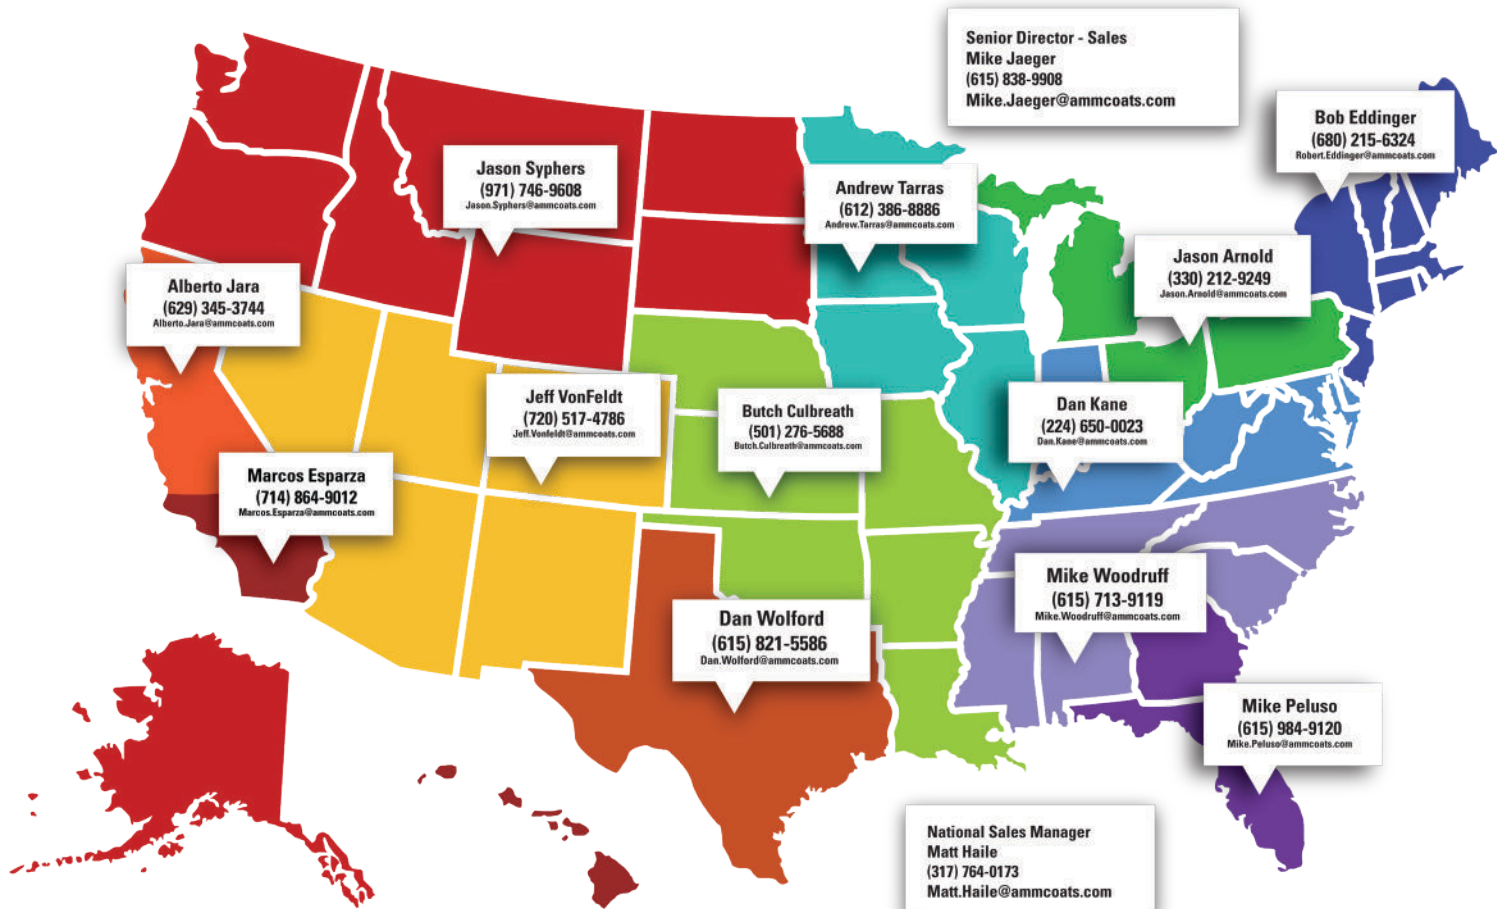 Senior Director - Sales
Mike Jaeger
(615) 838-9908
Mike.Jaeger@ammcoats.com
Bob Eddinger
(680) 215-6324
Robert.Eddinger@ammcoats.com
Jason Syphers
(971) 746-9608
Jason.Syphers@ammcoats.com
Andrew Tarras
(612) 386-8886
Andrew.Tarras@ammcoats.com
Jason Arnold
(330) 212-9249
Jason.Arnold@ammcoats.com
Alberto Jara
(629) 345-3744
Alberto.Jara@ammcoats.com
Jeff VonFeldt
(720) 517-4786
Jeff.Vonfeldt@ammcoats.com
Butch Culbreath
(501) 276-5688
Butch.Culbreath@ammcoats.com
Dan Kane
(224) 650-0023
Dan.Kane@ammcoats.com
Marcos Esparza
(714) 864-9012
Marcos.Esparza@ammcoats.com
Mike Woodruff
(615) 713-9119
Mike.Woodruff@ammcoats.com
Dan Wolford
(615) 821-5586
Dan.Wolford@ammcoats.com
Mike Peluso
(615) 984-9120
Mike.Peluso@ammcoats.com
National Sales Manager
Matt Haile
(317) 764-0173
Matt.Haile@ammcoats.com